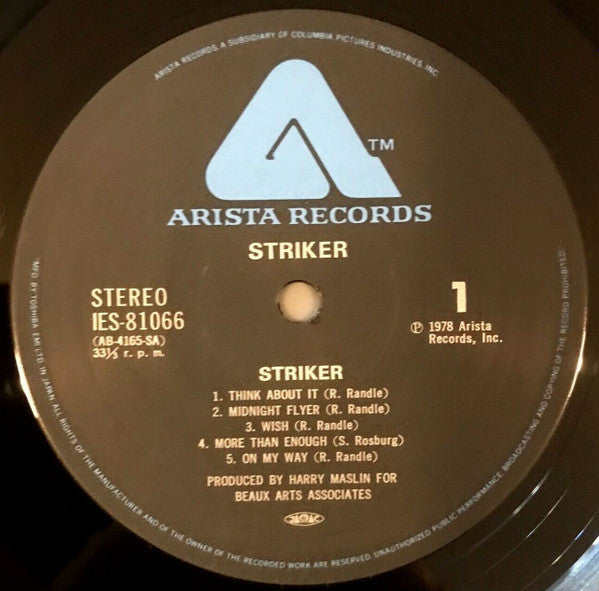 ARISTA RECORDS, A SUBSIDIARY OF COLUMBIA PICTURES INDUSTRIES, INC.
TM
ARISTA RECORDS
STRIKER
STEREO
IES-81066
(AB-4165-SA)
33⅓ r. p. m.
1
Ⓟ 1978 Arista
Records, Inc.
STRIKER
1. THINK ABOUT IT (R. Randle)
2. MIDNIGHT FLYER (R. Randle)
3. WISH (R. Randle)
4. MORE THAN ENOUGH (S. Rosburg)
5. ON MY WAY (R. Randle)
PRODUCED BY HARRY MASLIN FOR
BEAUX ARTS ASSOCIATES
MFD. BY TOSHIBA EMI LTD. IN JAPAN. ALL RIGHTS OF THE MANUFACTURER AND OF THE OWNER OF THE RECORDED WORK ARE RESERVED. UNAUTHORIZED PUBLIC PERFORMANCE, BROADCASTING AND COPYING OF THE RECORD PROHIBITED.